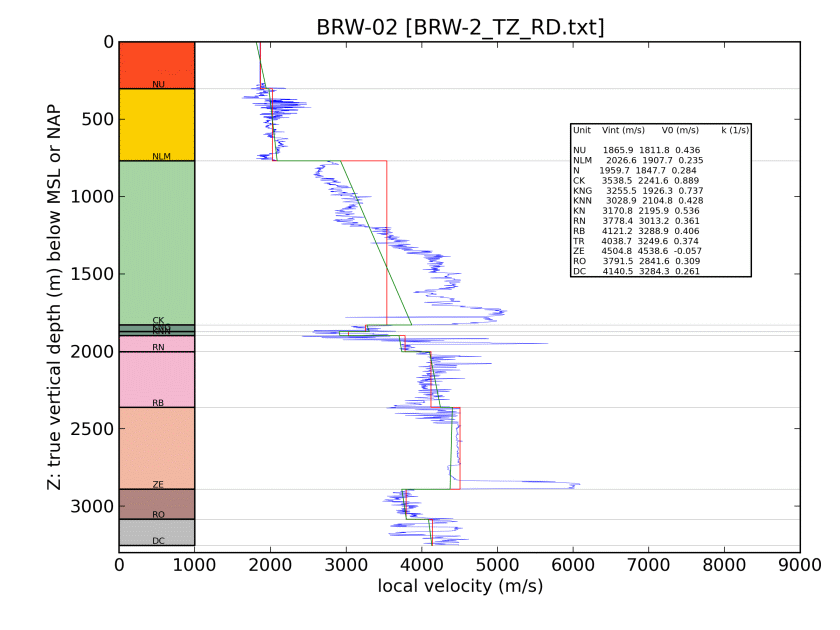 BRW-02 [BRW-2_TZ_RD.txt]
Z: true vertical depth (m) below MSL or NAP
0
500
1000
1500
2000
2500
3000
NU
NLM
CK
KNN
RN
RB
ZE
RO
DC
Unit Vint (m/s) V0 (m/s) k (1/s)
NU 1865.9 1811.8 0.436
NLM 2026.6 1907.7 0.235
N 1959.7 1847.7 0.284
CK 3538.5 2241.6 0.889
KNG 3255.5 1926.3 0.737
KNN 3028.9 2104.8 0.428
KN 3170.8 2195.9 0.536
RN 3778.4 3013.2 0.361
RB 4121.2 3288.9 0.406
TR 4038.7 3249.6 0.374
ZE 4504.8 4538.6 -0.057
RO 3791.5 2841.6 0.309
DC 4140.5 3284.3 0.261
0 1000 2000 3000 4000 5000 6000 7000 8000 9000
local velocity (m/s)